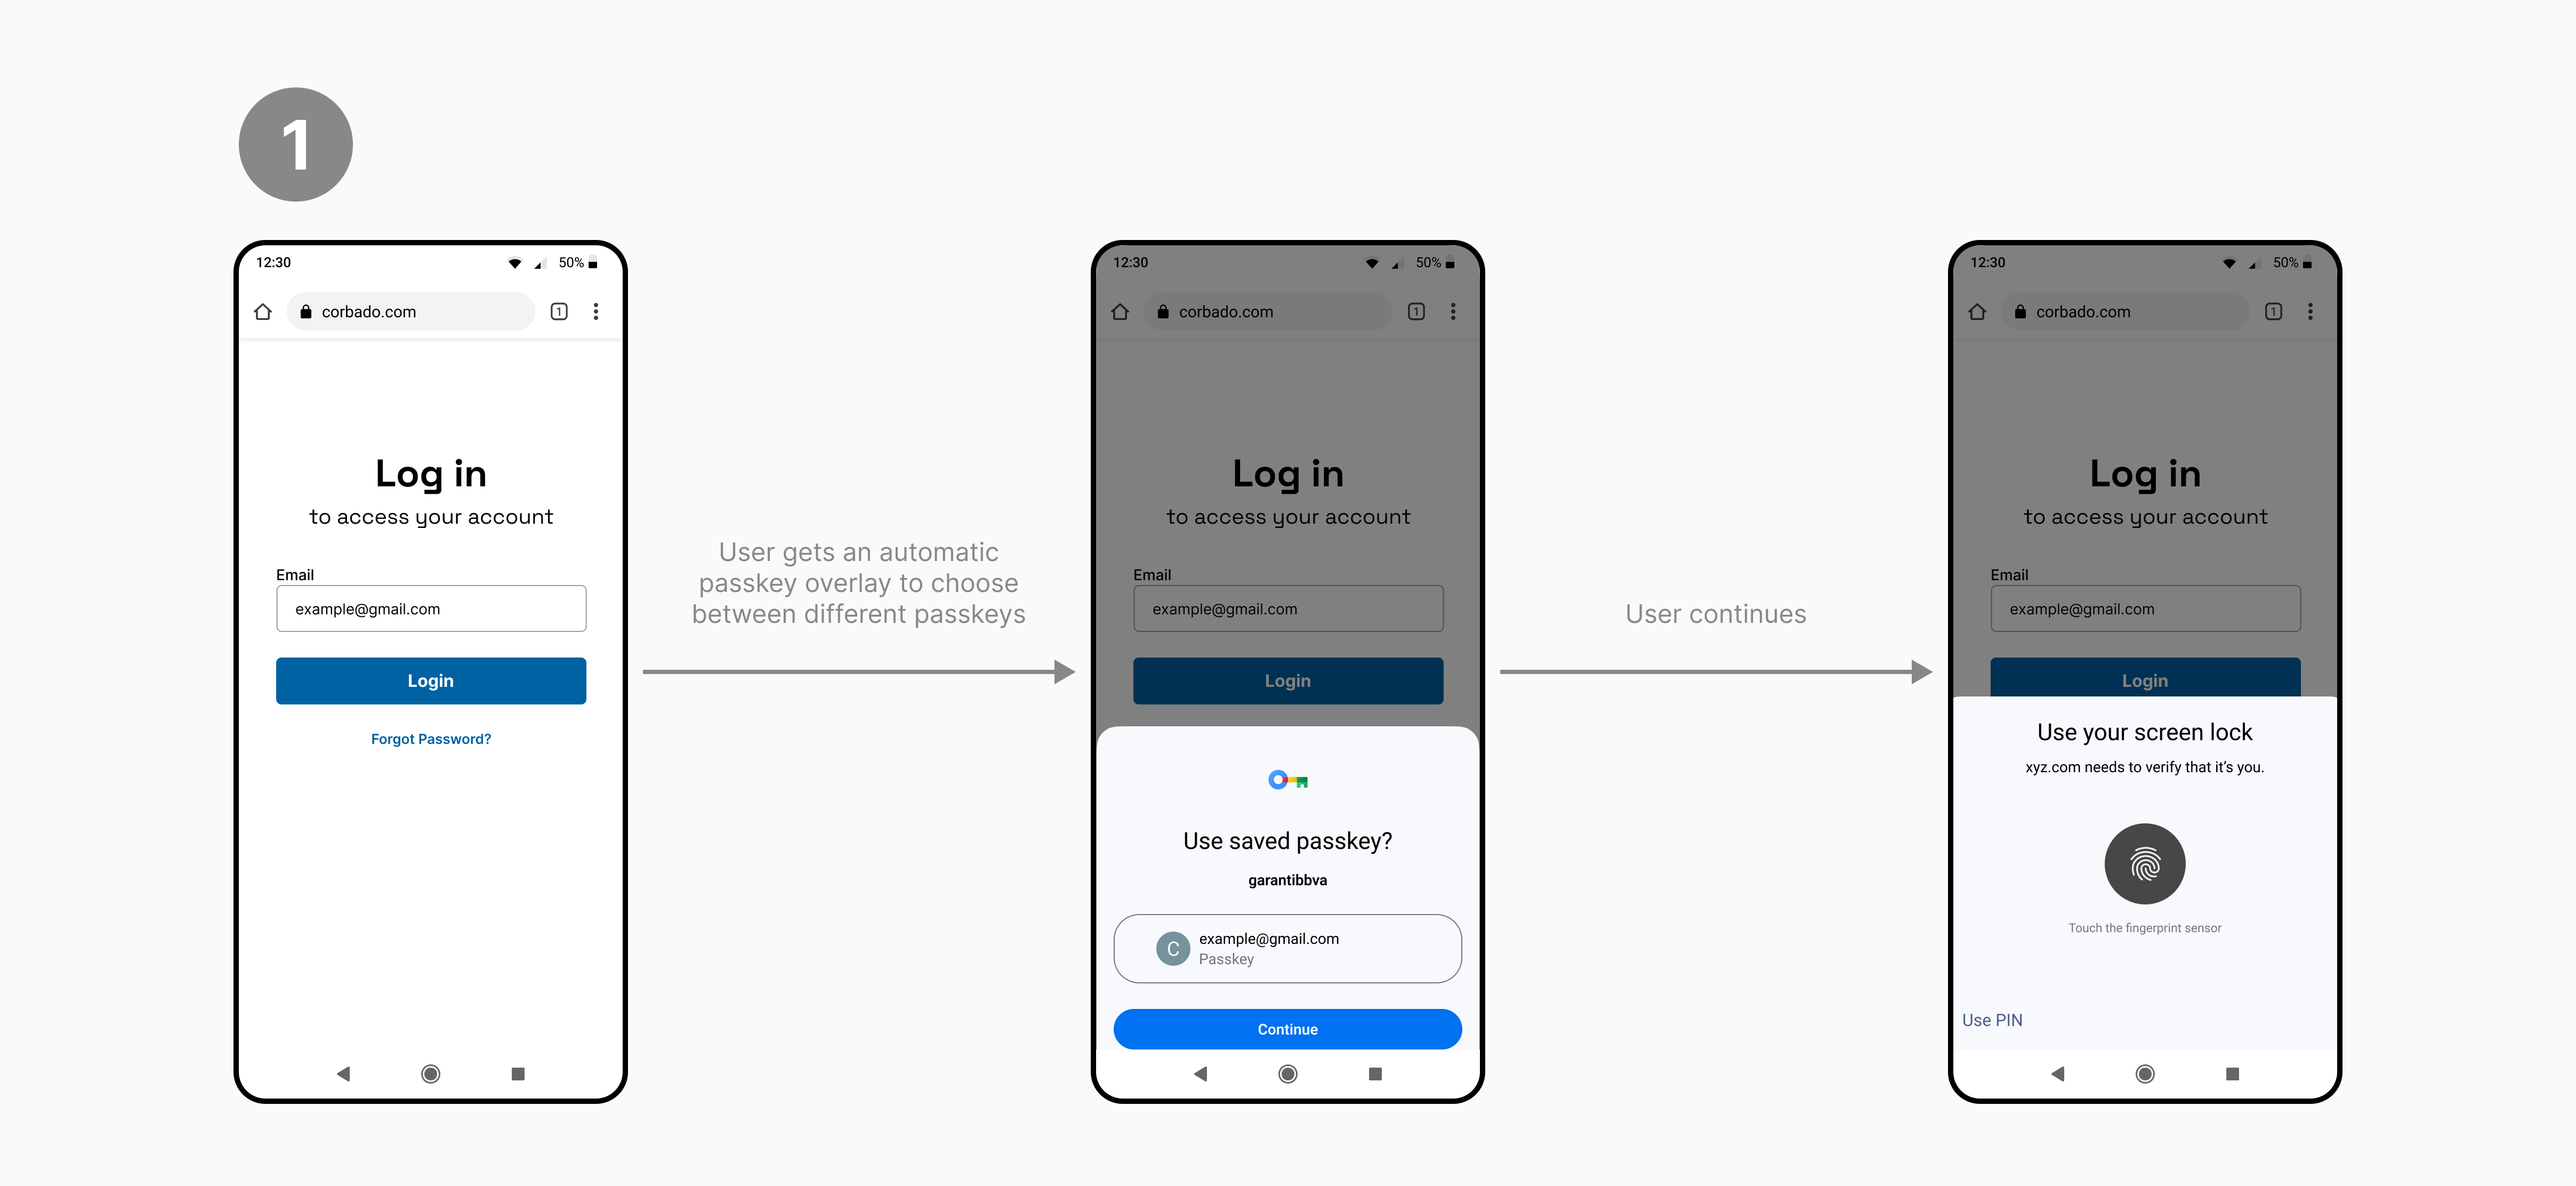 1
12:30
50%
corbado.com
1
Log in
to access your account
Email
example@gmail.com
Login
Forgot Password?
User gets an automatic
passkey overlay to choose
between different passkeys
12:30
50%
corbado.com
1
Log in
to access your account
Email
example@gmail.com
Login
Use saved passkey?
garantibbva
C
example@gmail.com
Passkey
Continue
User continues
12:30
50%
corbado.com
1
Log in
to access your account
Email
example@gmail.com
Login
Use your screen lock
xyz.com needs to verify that it’s you.
Touch the fingerprint sensor
Use PIN